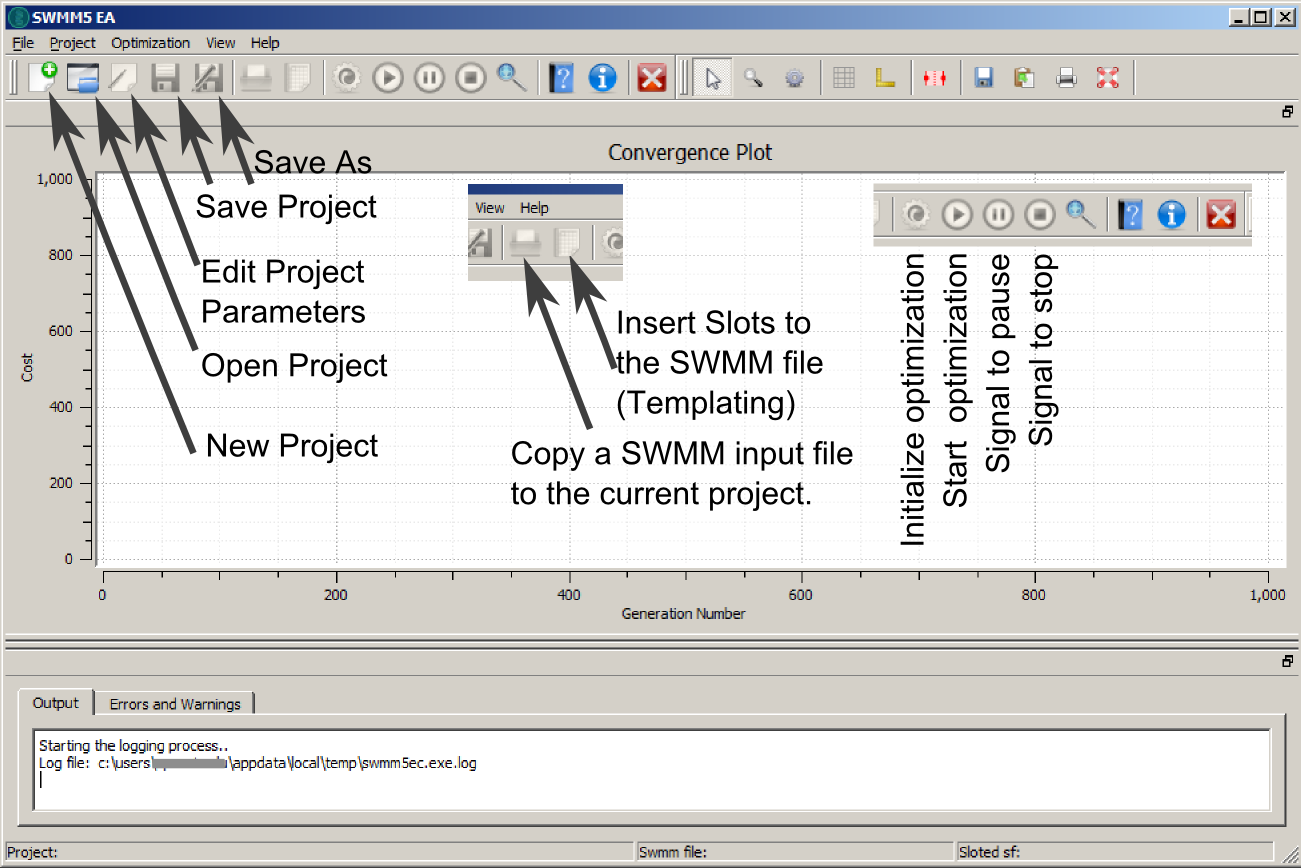 SWMM5 EA
File Project Optimization View Help
Convergence Plot
Save As
Save Project
Edit Project
Parameters
Open Project
New Project
View Help
Insert Slots to
the SWMM file
(Templating)
Copy a SWMM input file
to the current project.
Initialize optimization
Start optimization
Signal to pause
Signal to stop
Cost
1,000
800
600
400
200
0
0 200 400 600 800 1,000
Generation Number
Output Errors and Warnings
Starting the logging process..
Log file: c:\users\ \appdata\local\temp\swmm5ec.exe.log
Project: Swmm file: Sloted sf: